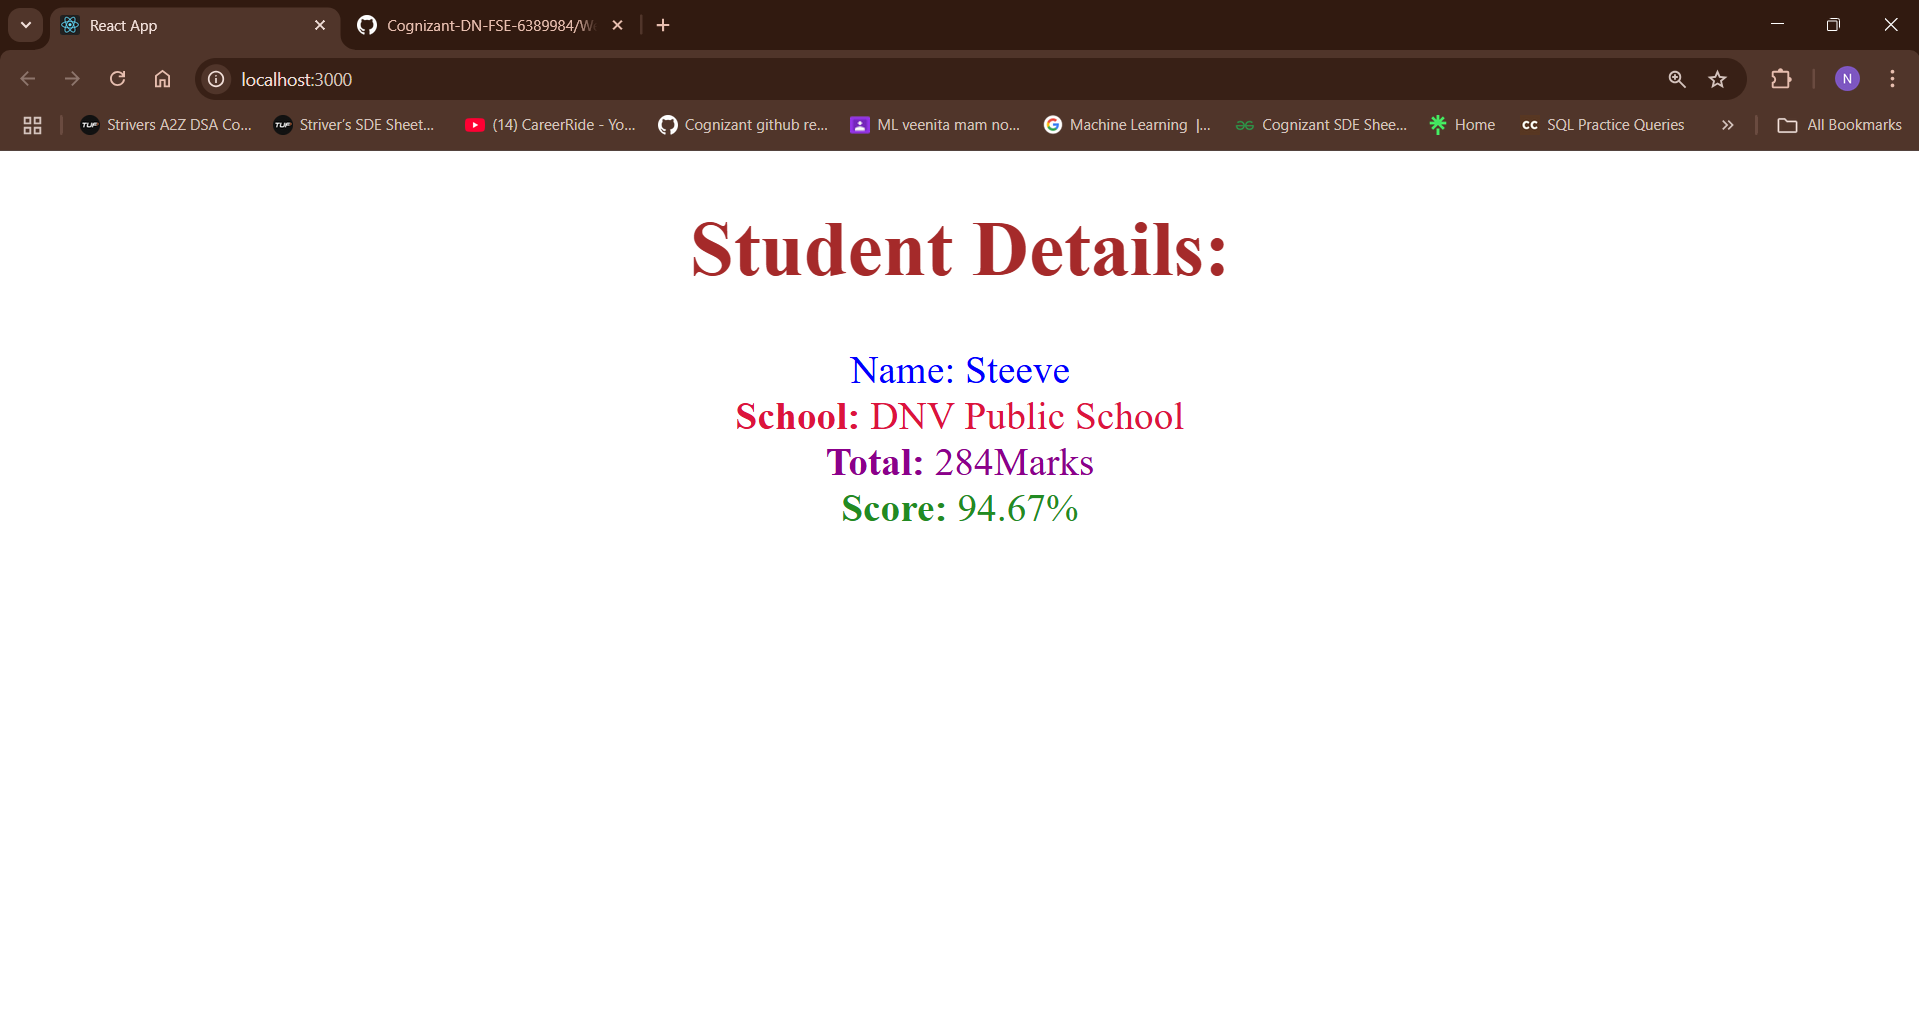 React App
Cognizant-DN-FSE-6389984/W
localhost:3000
N
Strivers A2Z DSA Co...
Striver's SDE Sheet...
(14) CareerRide - Yo...
Cognizant github re...
ML veenita mam no...
Machine Learning |...
Cognizant SDE Shee...
Home
cc SQL Practice Queries
All Bookmarks
Student Details:
Name: Steeve
School: DNV Public School
Total: 284Marks
Score: 94.67%